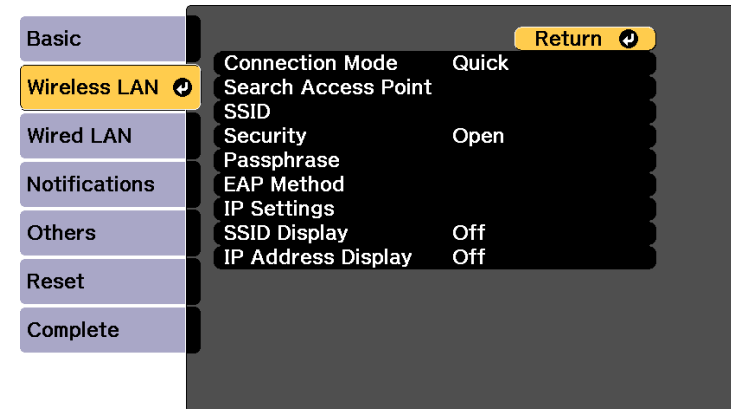 Basic
Wireless LAN
Wired LAN
Notifications
Others
Reset
Complete
Return
Connection Mode Quick
Search Access Point
SSID
Security Open
Passphrase
EAP Method
IP Settings
SSID Display Off
IP Address Display Off